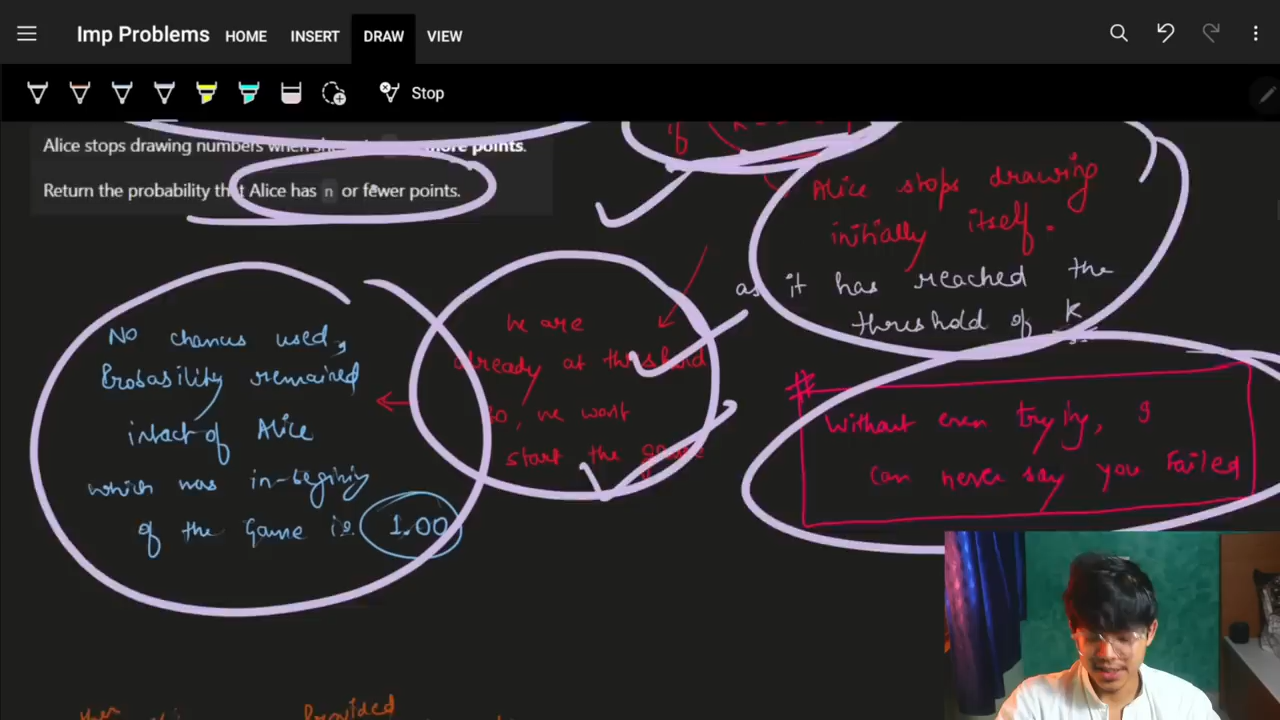 Imp Problems HOME INSERT DRAW VIEW
Stop
Alice stops drawing numbers when more points.
Return the probability that Alice has n or fewer points.
if
Alice stops drawing
initially itself.
as it has reached the
threshold of K
we are
already at threshold
so, we wont
start the game
No chances used,
Probability remained
intact of Alice
which was in-begining
of the Game i.e. 1.00
#
Without even trying, I
can never say you Failed
Provided